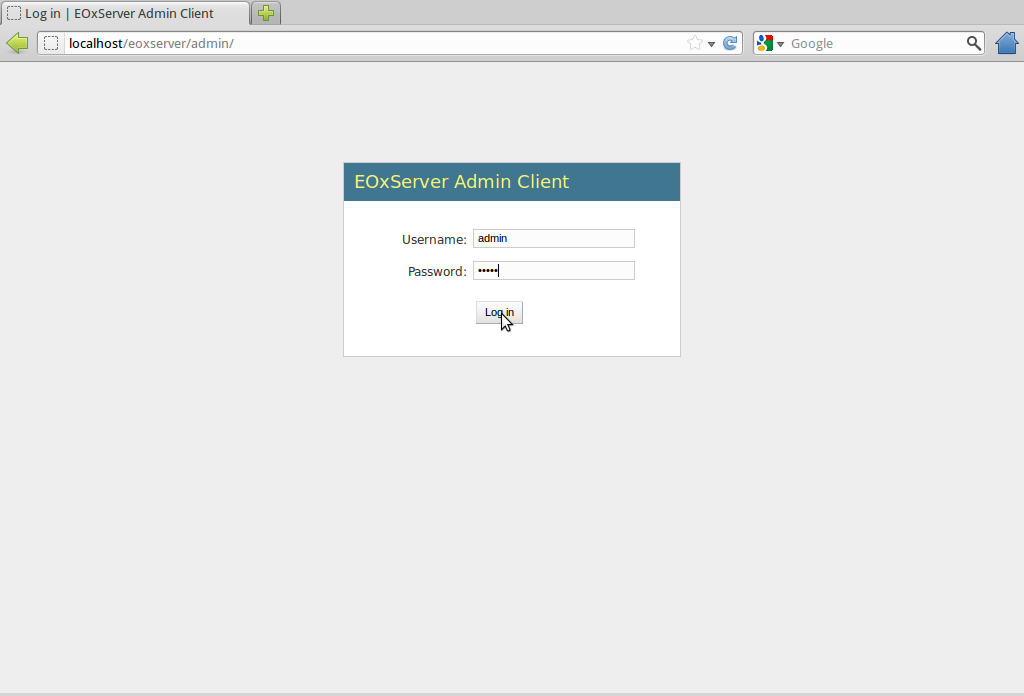 Log in | EOxServer Admin Client
localhost/eoxserver/admin/
Google
EOxServer Admin Client
Username: admin
Password: •••••
Log in